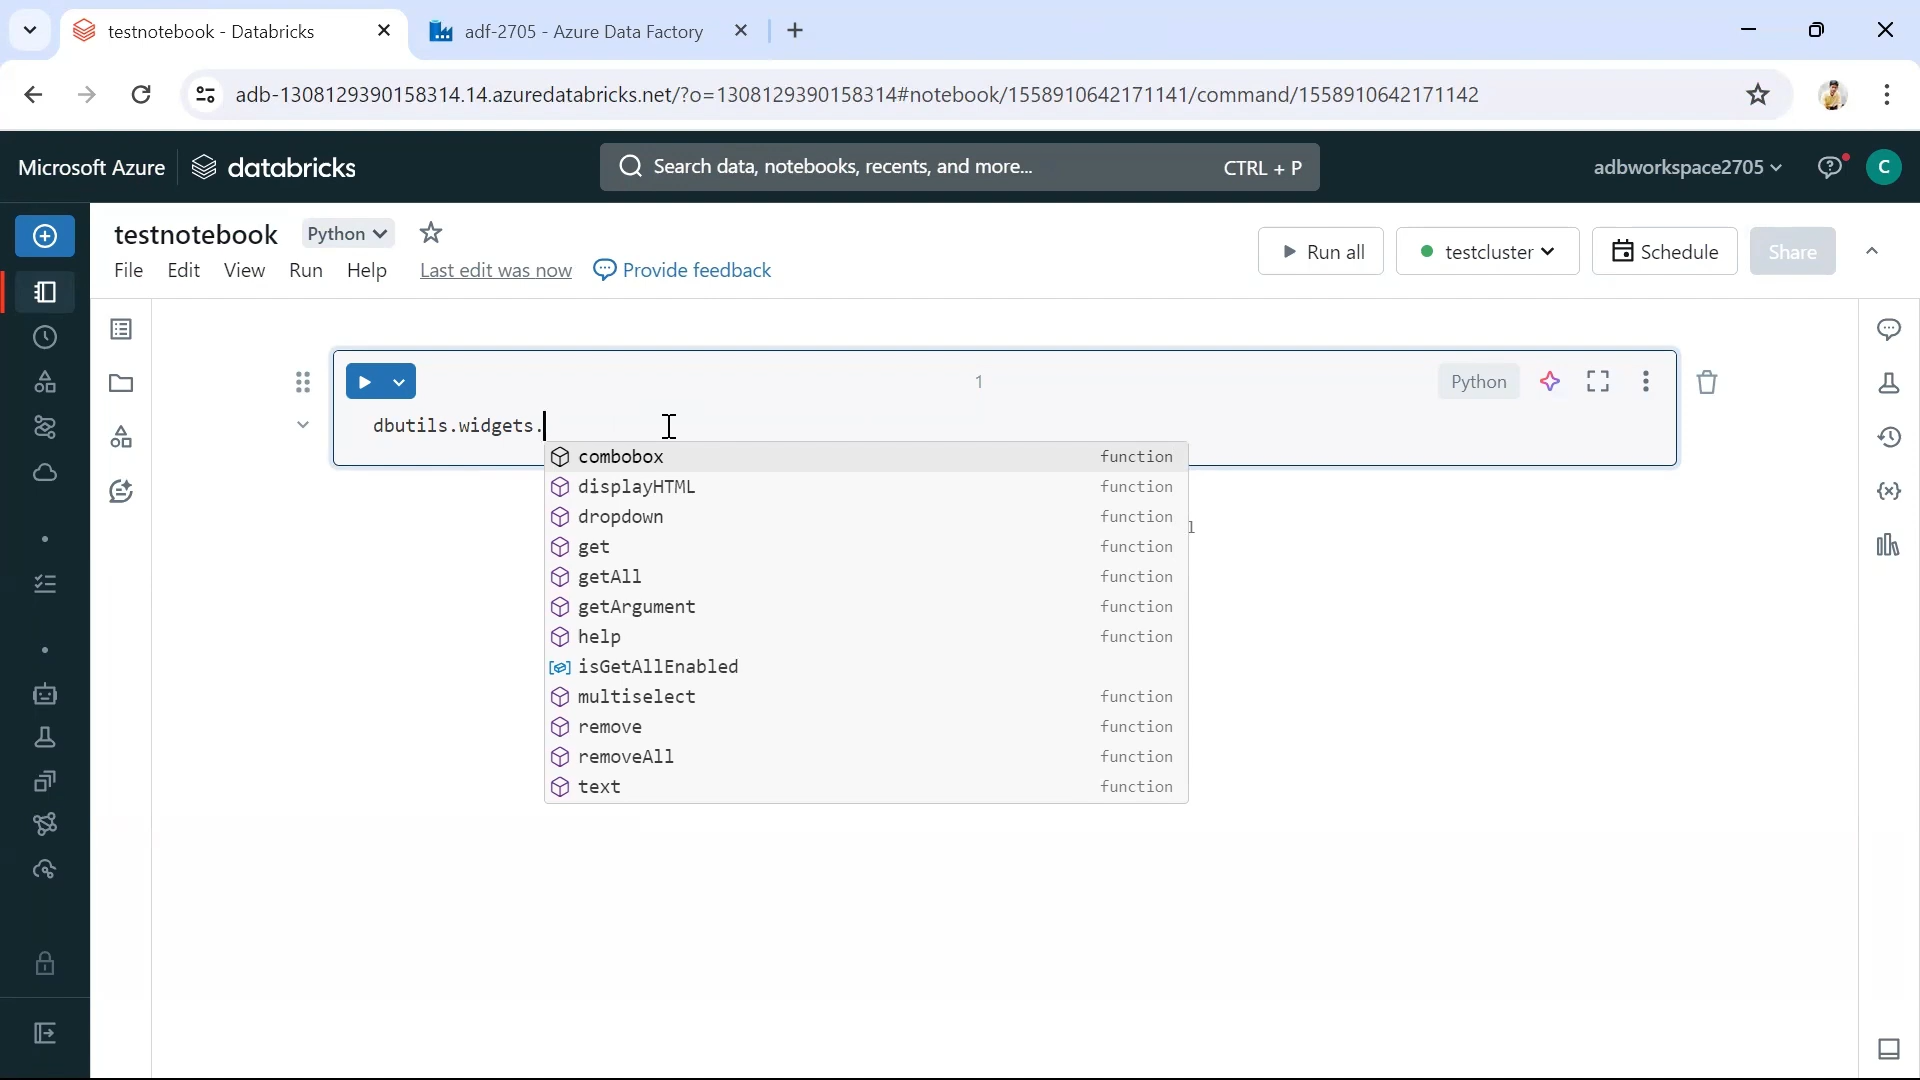 testnotebook - Databricks
adf-2705 - Azure Data Factory
adb-1308129390158314.14.azuredatabricks.net/?o=1308129390158314#notebook/1558910642171141/command/1558910642171142
Microsoft Azure
databricks
Search data, notebooks, recents, and more...
CTRL + P
adbworkspace2705
C
testnotebook
Python
File
Edit
View
Run
Help
Last edit was now
Provide feedback
Run all
testcluster
Schedule
Share
1
Python
dbutils.widgets.
combobox function
displayHTML function
dropdown function
get function
getAll function
getArgument function
help function
isGetAllEnabled
multiselect function
remove function
removeAll function
text function